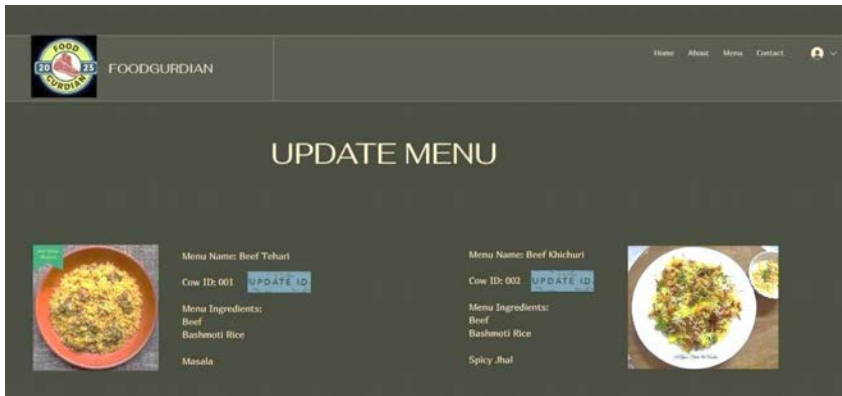 FOOD
20 23
GURDIAN
FOODGURDIAN
Home About Menu Contact
UPDATE MENU
Menu Name: Beef Tehari
Cow ID: 001 UPDATE ID
Menu Ingredients:
Beef
Bashmoti Rice
Masala
Menu Name: Beef Khichuri
Cow ID: 002 UPDATE ID
Menu Ingredients:
Beef
Bashmoti Rice
Spicy Jhal